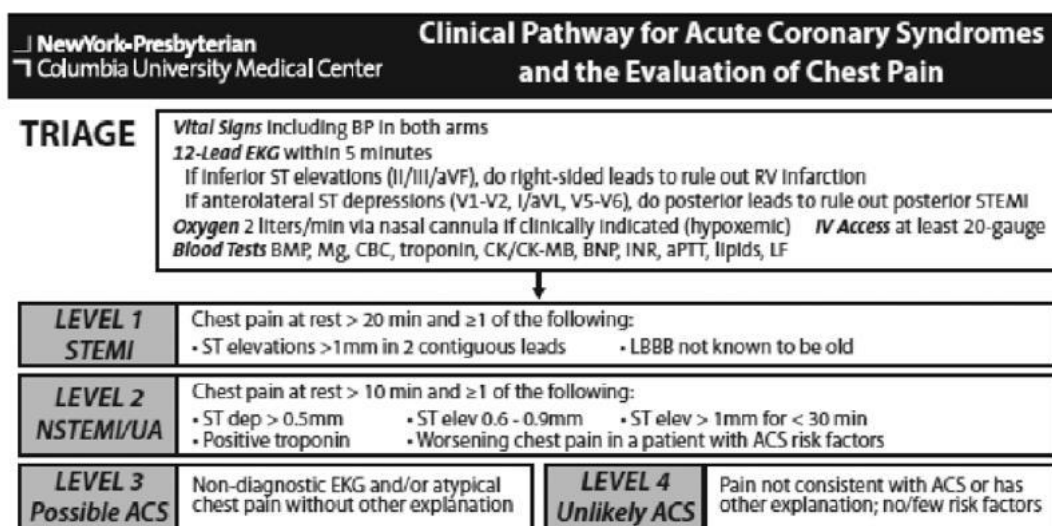 NewYork-Presbyterian
Columbia University Medical Center
Clinical Pathway for Acute Coronary Syndromes
and the Evaluation of Chest Pain
TRIAGE
Vital Signs including BP in both arms
12-Lead EKG within 5 minutes
If inferior ST elevations (II/III/aVF), do right-sided leads to rule out RV infarction
If anterolateral ST depressions (V1-V2, I/aVL, V5-V6), do posterior leads to rule out posterior STEMI
Oxygen 2 liters/min via nasal cannula if clinically indicated (hypoxemic) IV Access at least 20-gauge
Blood Tests BMP, Mg, CBC, troponin, CK/CK-MB, BNP, INR, aPTT, lipids, LF
LEVEL 1
STEMI
Chest pain at rest > 20 min and ≥1 of the following:
• ST elevations >1mm in 2 contiguous leads • LBBB not known to be old
LEVEL 2
NSTEMI/UA
Chest pain at rest > 10 min and ≥1 of the following:
• ST dep > 0.5mm • ST elev 0.6 - 0.9mm • ST elev > 1mm for < 30 min
• Positive troponin • Worsening chest pain in a patient with ACS risk factors
LEVEL 3
Possible ACS
Non-diagnostic EKG and/or atypical
chest pain without other explanation
LEVEL 4
Unlikely ACS
Pain not consistent with ACS or has
other explanation; no/few risk factors